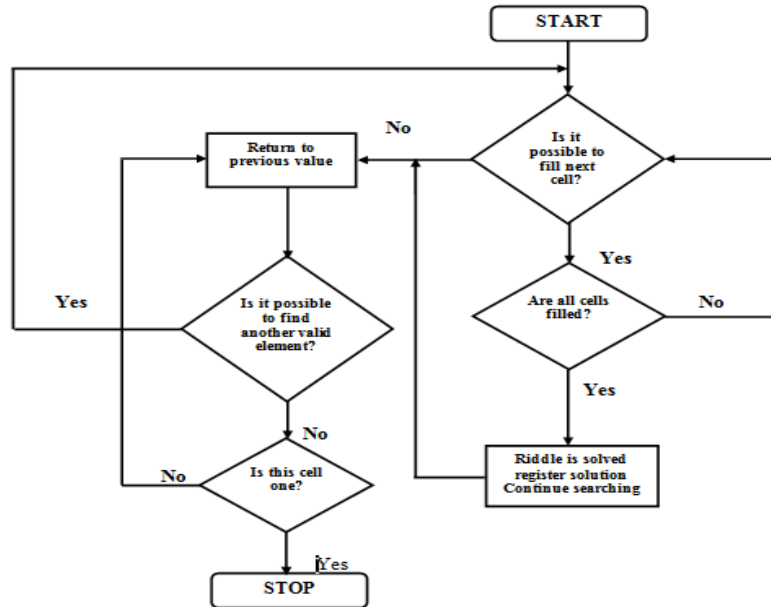 START
Is it
possible to
fill next
cell?
No
Return to
previous value
Yes
Are all cells
filled?
No
Yes
Is it possible
to find
another valid
element?
Yes
No
Riddle is solved
register solution
Continue searching
Is this cell
one?
No
Yes
STOP